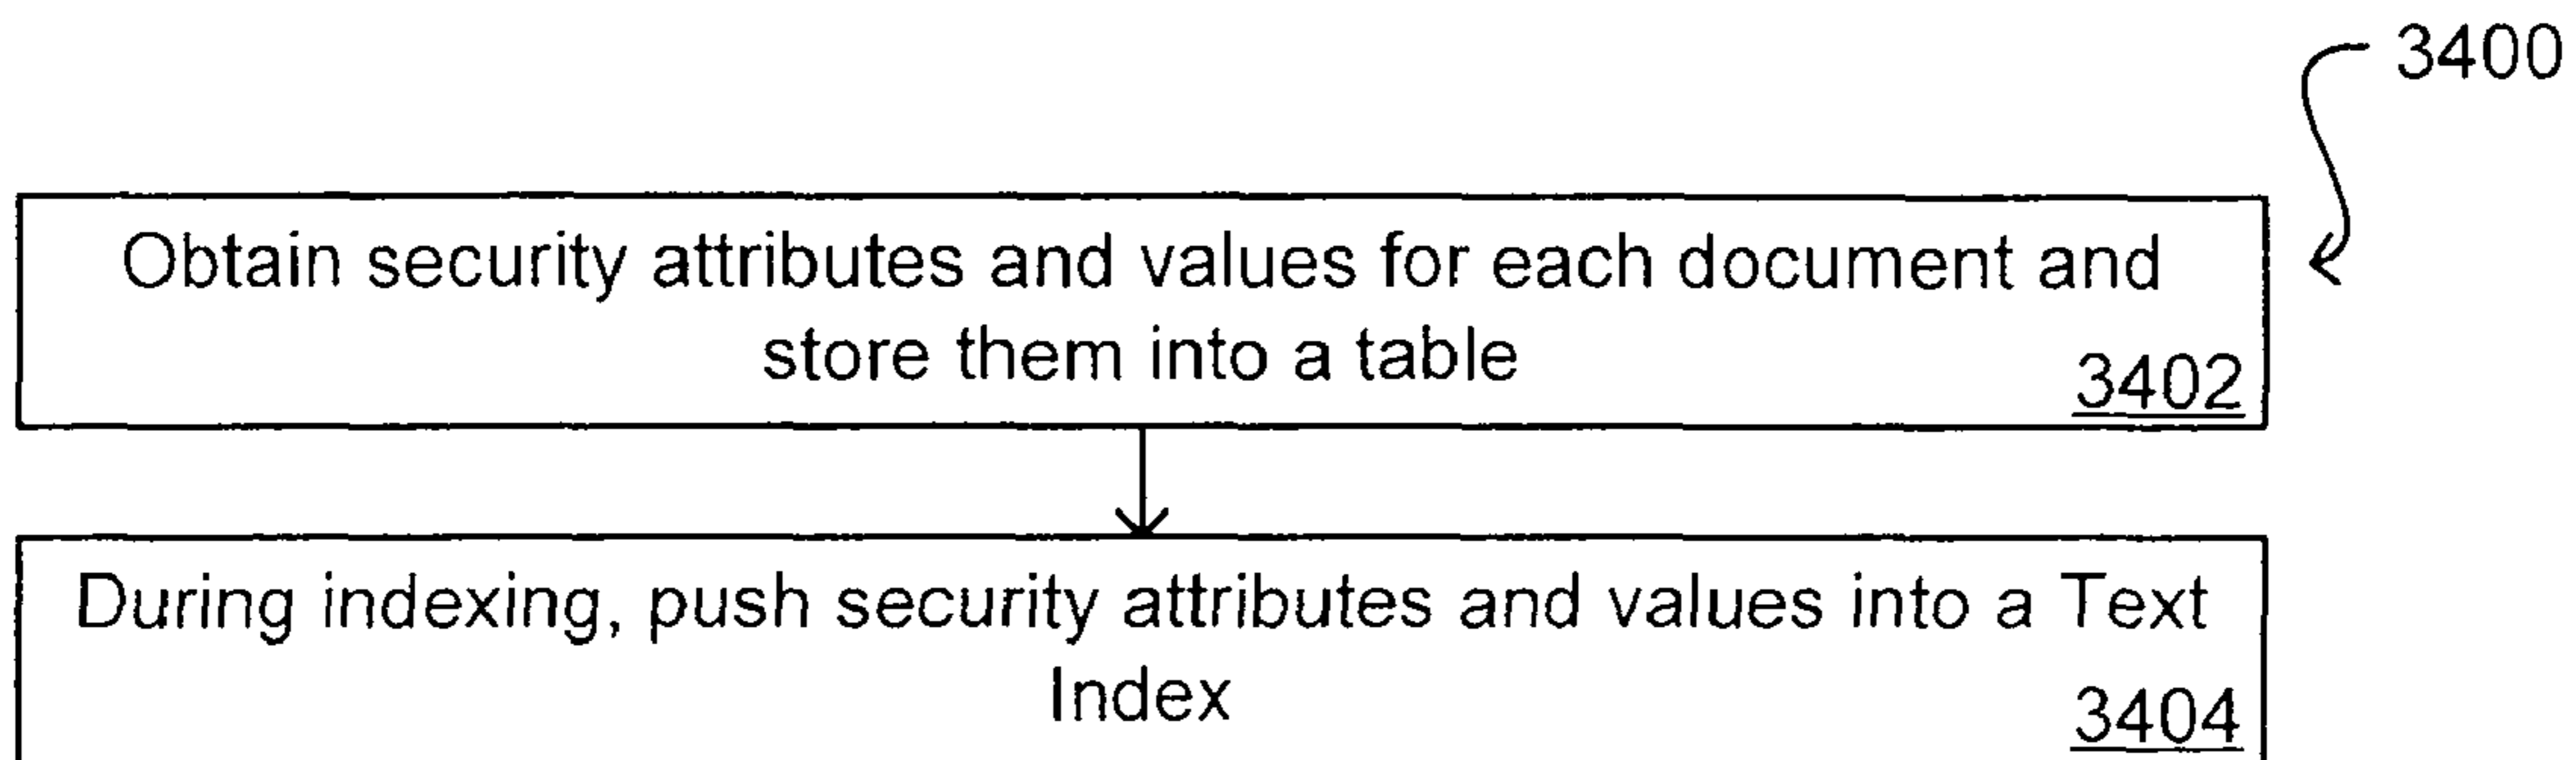 3400
Obtain security attributes and values for each document and
store them into a table
3402
During indexing, push security attributes and values into a Text
Index
3404